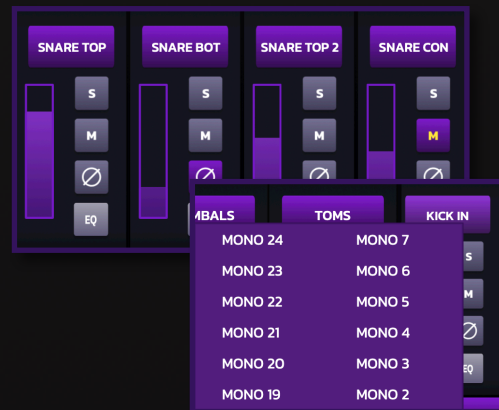 SNARE TOP SNARE BOT SNARE TOP 2 SNARE CON
S S S S
M M M M
EQ
MBALS TOMS KICK IN
MONO 24 MONO 7
S
MONO 23 MONO 6
M
MONO 22 MONO 5
MONO 21 MONO 4
MONO 20 MONO 3
EQ
MONO 19 MONO 2